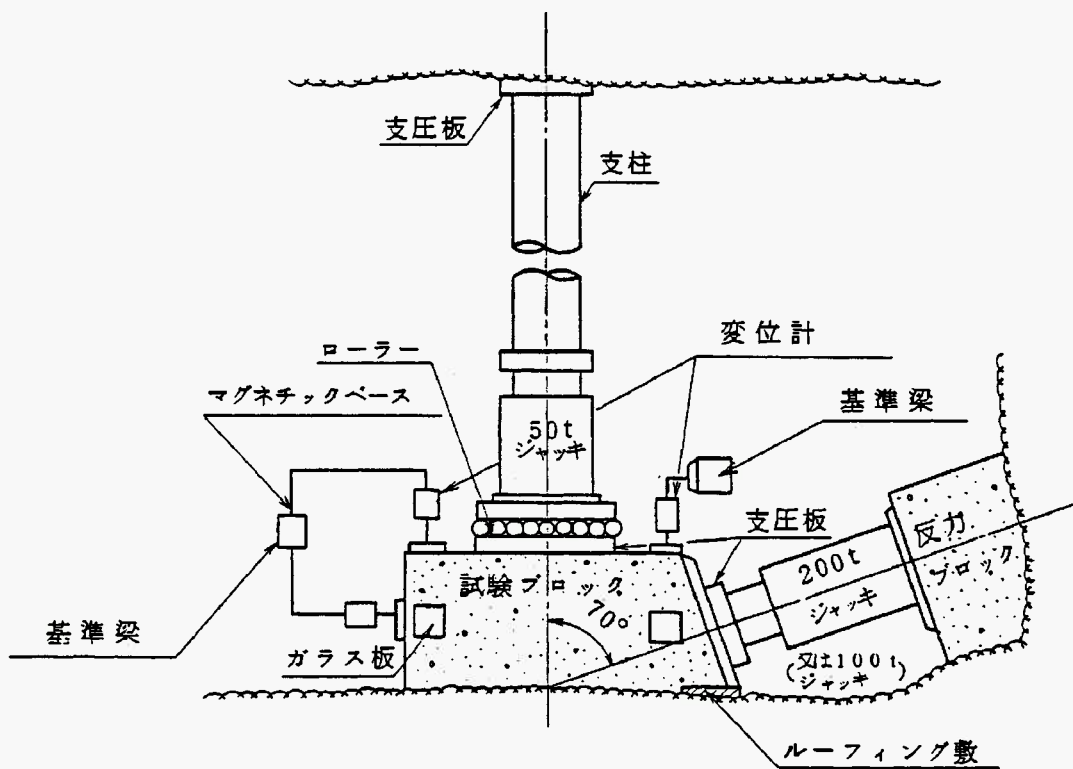 支圧板
支柱
変位計
ローラー
マグネチックベース
基準梁
50t
ジャッキ
支圧板
反力
ブロック
200t
ジャッキ
試験ブロック
70°
基準梁
ガラス板
(又は100t
ジャッキ)
ルーフィング敷